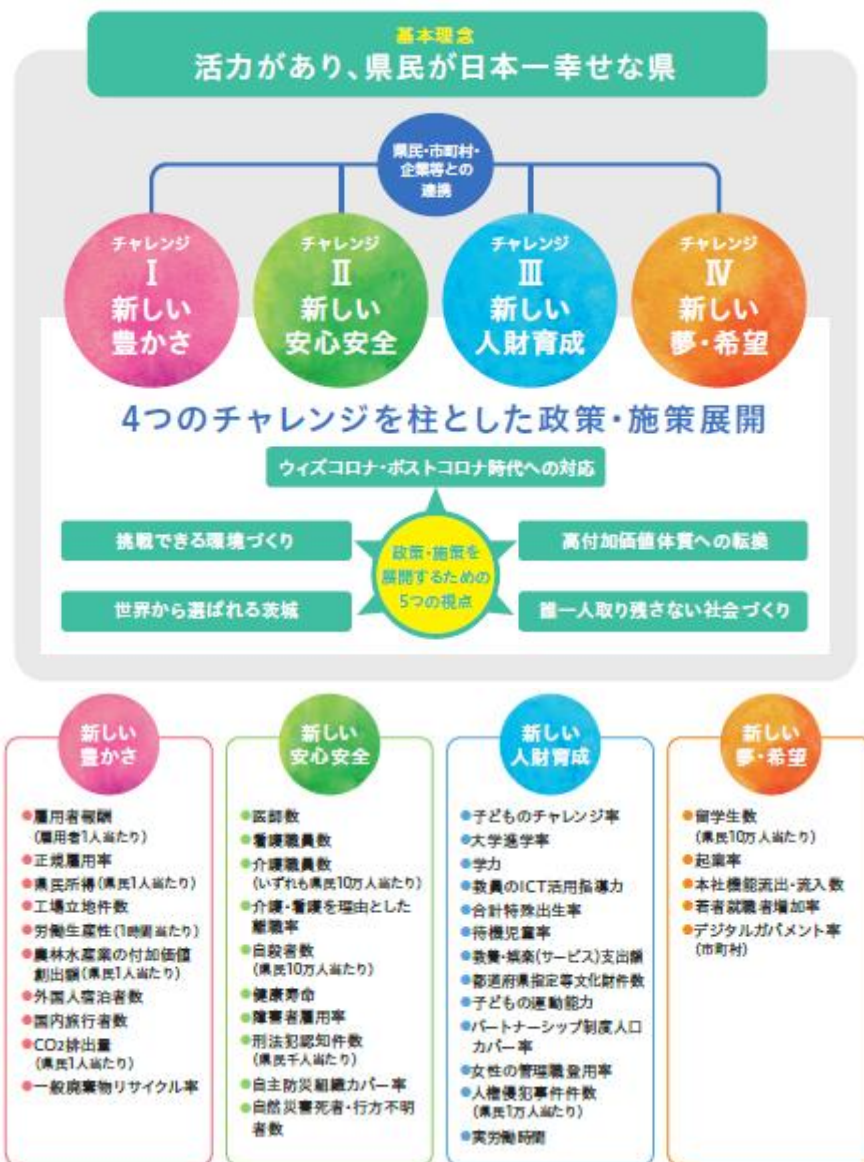 基本理念
活力があり、県民が日本一幸せな県
県民・市町村・
企業等との
連携
チャレンジ
Ⅰ
新しい
豊かさ
チャレンジ
Ⅱ
新しい
安心安全
チャレンジ
Ⅲ
新しい
人財育成
チャレンジ
Ⅳ
新しい
夢・希望
4つのチャレンジを柱とした政策・施策展開
ウィズコロナ・ポストコロナ時代への対応
挑戦できる環境づくり
高付加価値体質への転換
政策・施策を
展開するための
5つの視点
世界から選ばれる茨城
誰一人取り残さない社会づくり
新しい
豊かさ
●雇用者報酬
(雇用者1人当たり)
●正規雇用率
●県民所得(県民1人当たり)
●工場立地件数
●労働生産性(1時間当たり)
●農林水産業の付加価値
創出額(県民1人当たり)
●外国人宿泊者数
●国内旅行者数
●CO2排出量
(県民1人当たり)
●一般廃棄物リサイクル率
新しい
安心安全
●医師数
●看護職員数
●介護職員数
(いずれも県民10万人当たり)
●介護・看護を理由とした
離職率
●自殺者数
(県民10万人当たり)
●健康寿命
●障害者雇用率
●刑法犯認知件数
(県民千人当たり)
●自主防災組織カバー率
●自然災害死者・行方不明
者数
新しい
人財育成
●子どものチャレンジ率
●大学進学率
●学力
●教員のICT活用指導力
●合計特殊出生率
●待機児童率
●教養・娯楽(サービス)支出額
●都道府県指定等文化財件数
●子どもの運動能力
●パートナーシップ制度人口
カバー率
●女性の管理職登用率
●人権侵犯事件件数
(県民1万人当たり)
●実労働時間
新しい
夢・希望
●留学生数
(県民10万人当たり)
●起業率
●本社機能流出・流入数
●若者就職者増加率
●デジタルガバメント率
(市町村)